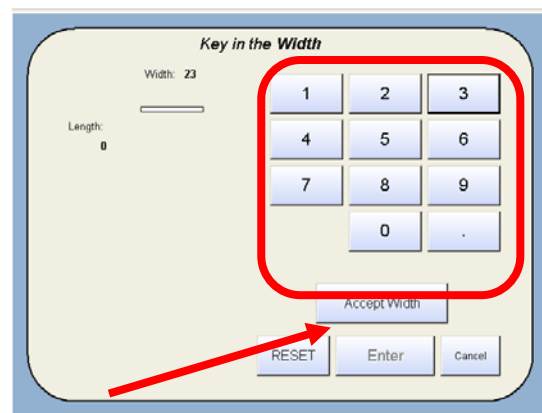 Key in the Width
Width: 23
Length:
0
1 2 3
4 5 6
7 8 9
0 .
Accept Width
RESET Enter Cancel